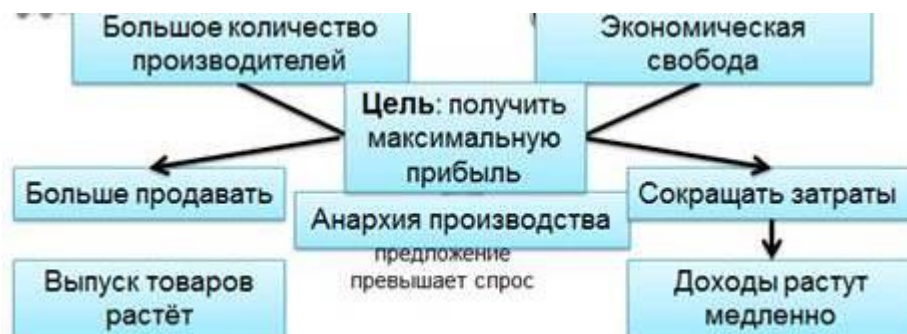 Большое количество
производителей
Экономическая
свобода
Цель: получить
максимальную
прибыль
Больше продавать
Сокращать затраты
Анархия производства
предложение
превышает спрос
Выпуск товаров
растёт
Доходы растут
медленно